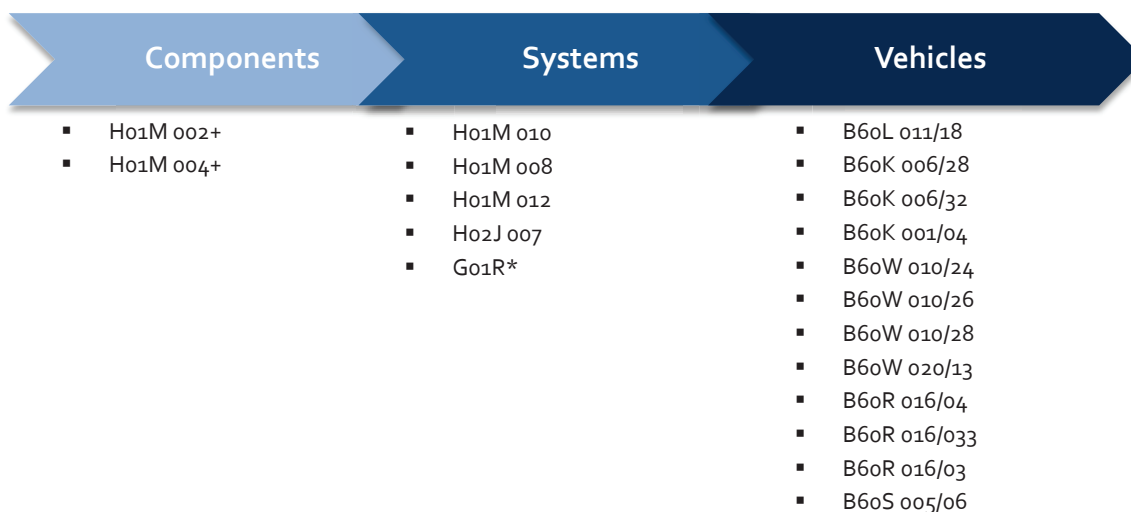 Components
Systems
Vehicles
▪ H01M 002+
▪ H01M 004+
▪ H01M 010
▪ H01M 008
▪ H01M 012
▪ H02J 007
▪ G01R*
▪ B60L 011/18
▪ B60K 006/28
▪ B60K 006/32
▪ B60K 001/04
▪ B60W 010/24
▪ B60W 010/26
▪ B60W 010/28
▪ B60W 020/13
▪ B60R 016/04
▪ B60R 016/033
▪ B60R 016/03
▪ B60S 005/06